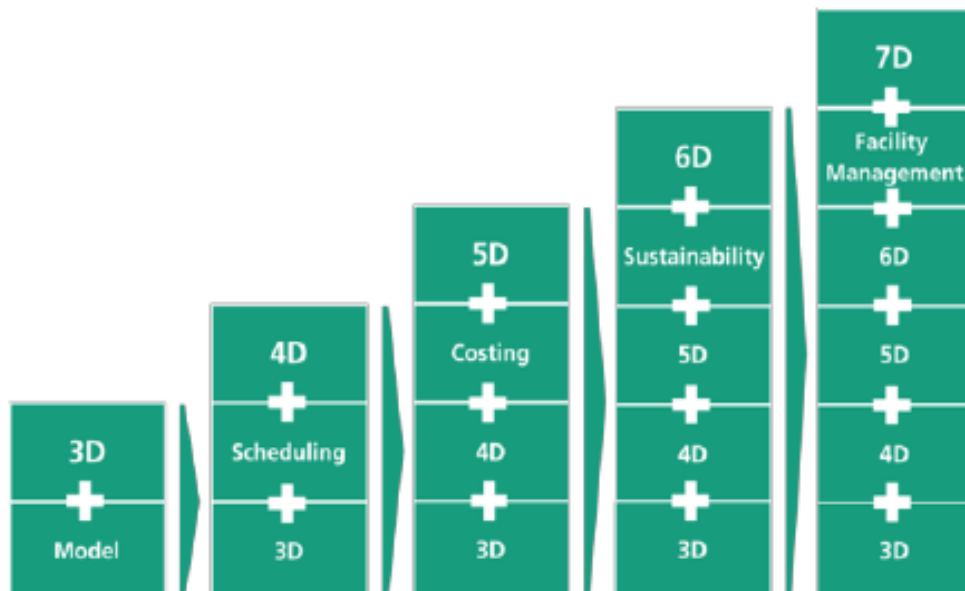 3D
Model
4D
Scheduling
3D
5D
Costing
4D
3D
6D
Sustainability
5D
4D
3D
7D
Facility
Management
6D
5D
4D
3D